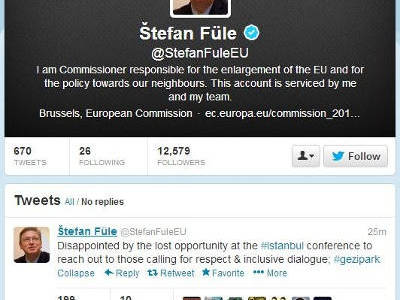 Štefan Füle
@StefanFuleEU
I am Commissioner responsible for the enlargement of the EU and for
the policy towards our neighbours. This account is serviced by me
and my team.
Brussels, European Commission · ec.europa.eu/commission_201...
670 26 12,579
TWEETS FOLLOWING FOLLOWERS
Follow
Tweets All / No replies
Štefan Füle @StefanFuleEU 25m
Disappointed by the lost opportunity at the #istanbul conference to
reach out to those calling for respect & inclusive dialogue; #gezipark
Collapse Reply Retweet Favorite More
199 10